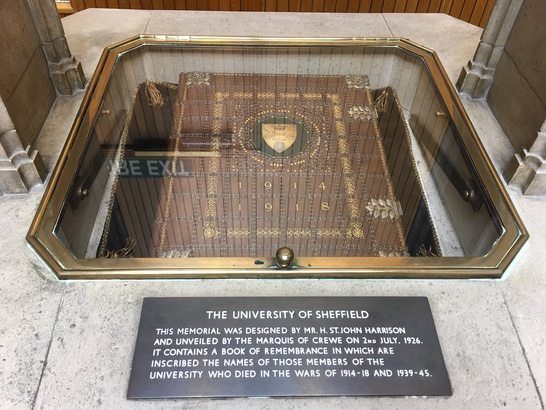 BE EXIT
1914
1918
THE UNIVERSITY OF SHEFFIELD
THIS MEMORIAL WAS DESIGNED BY MR. H. ST.JOHN HARRISON
AND UNVEILED BY THE MARQUIS OF CREWE ON 2ND JULY. 1926.
IT CONTAINS A BOOK OF REMEMBRANCE IN WHICH ARE
INSCRIBED THE NAMES OF THOSE MEMBERS OF THE
UNIVERSITY WHO DIED IN THE WARS OF 1914-18 AND 1939-45.